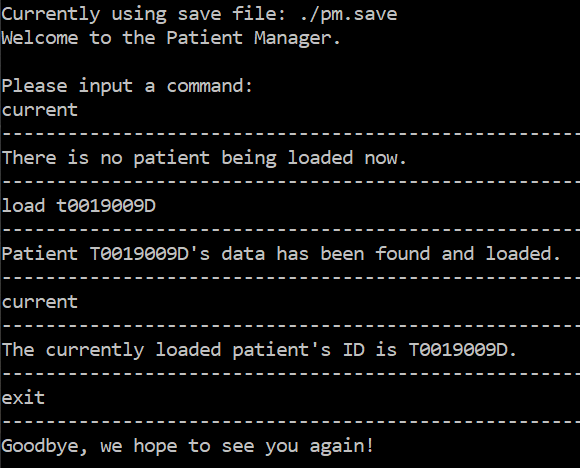 Currently using save file: ./pm.save
Welcome to the Patient Manager.
Please input a command:
current
------------------------------------------------------
There is no patient being loaded now.
------------------------------------------------------
load t0019009D
------------------------------------------------------
Patient T0019009D's data has been found and loaded.
------------------------------------------------------
current
------------------------------------------------------
The currently loaded patient's ID is T0019009D.
------------------------------------------------------
exit
------------------------------------------------------
Goodbye, we hope to see you again!